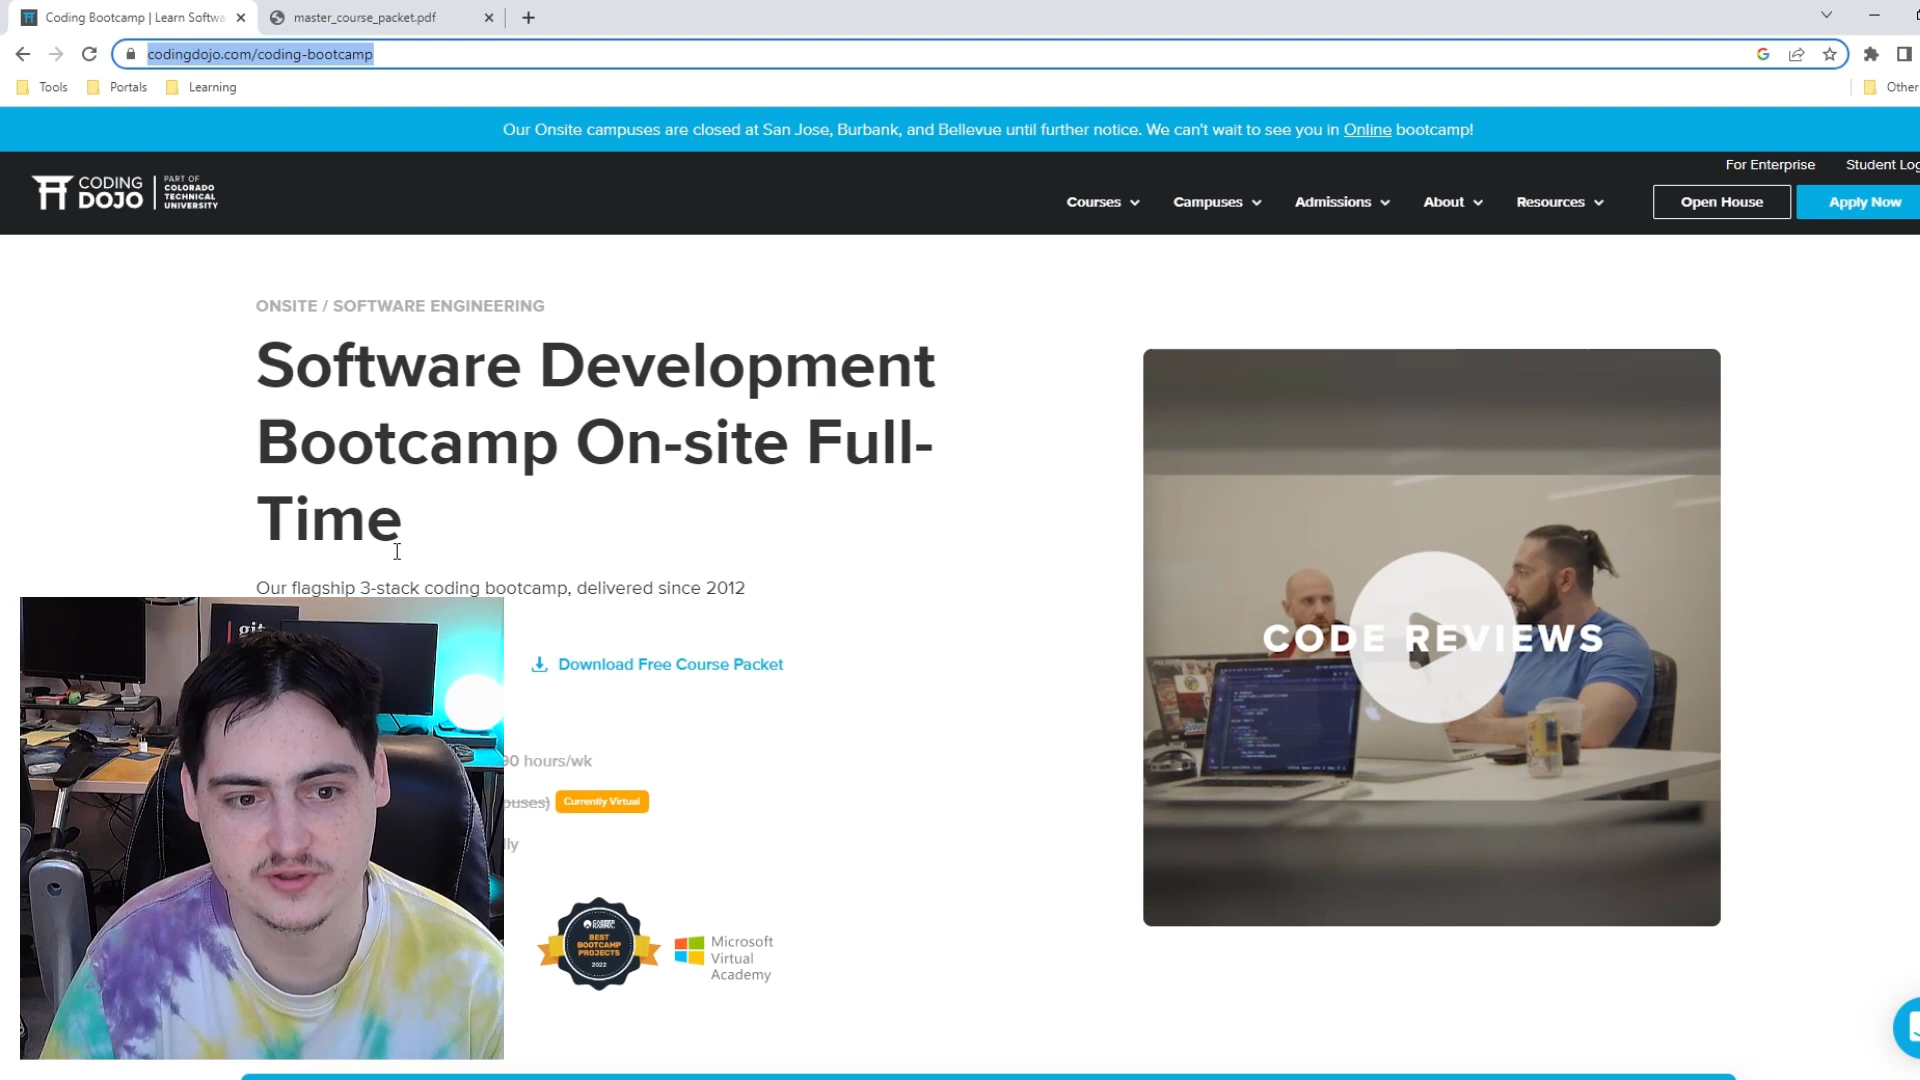 Coding Bootcamp | Learn Softwa
master_course_packet.pdf
codingdojo.com/coding-bootcamp
Tools
Portals
Learning
Other
Our Onsite campuses are closed at San Jose, Burbank, and Bellevue until further notice. We can't wait to see you in Online bootcamp!
For Enterprise
Student Log
CODING DOJO
PART OF COLORADO TECHNICAL UNIVERSITY
Courses
Campuses
Admissions
About
Resources
Open House
Apply Now
ONSITE / SOFTWARE ENGINEERING
Software Development
Bootcamp On-site Full-
Time
Our flagship 3-stack coding bootcamp, delivered since 2012
Download Free Course Packet
90 hours/wk
puses)
Currently Virtual
lly
BEST
BOOTCAMP
PROJECTS
2022
Microsoft
Virtual
Academy
CODE REVIEWS
git